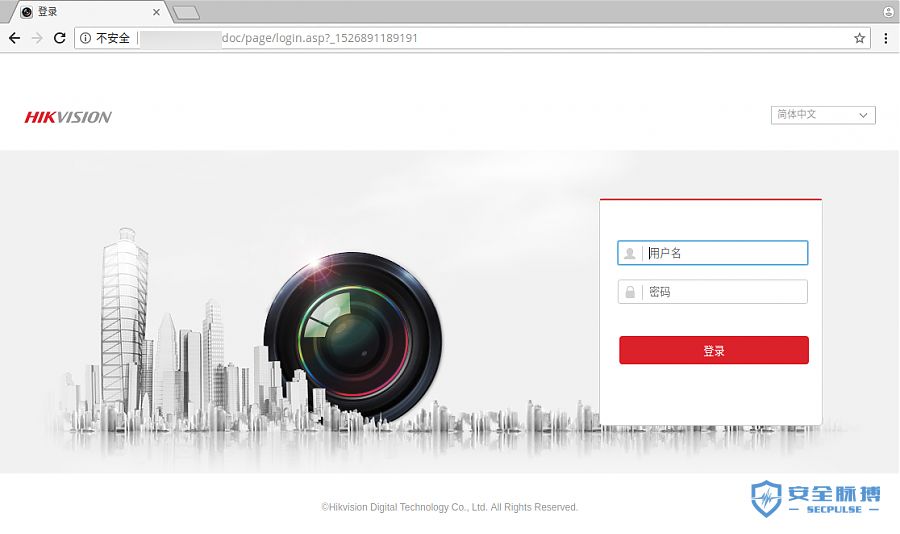 登录
不安全
doc/page/login.asp?_1526891189191
HIKVISION
简体中文
用户名
密码
登录
安全脉搏
SECPULSE
©Hikvision Digital Technology Co., Ltd. All Rights Reserved.